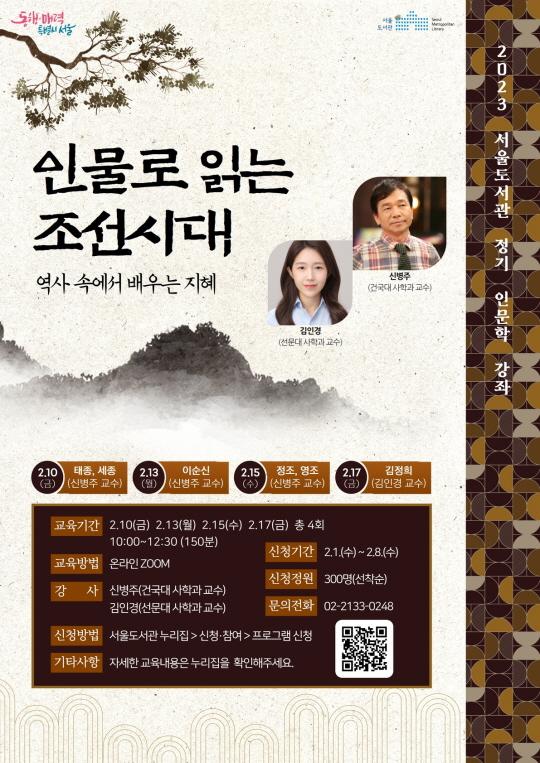 동행·매력
특별시 서울
서울
도서관
Seoul
Metropolitan
Library
2023 서울도서관 정기 인문학 강좌
인물로 읽는
조선시대
역사 속에서 배우는 지혜
신병주
(건국대 사학과 교수)
김인경
(선문대 사학과 교수)
2.10
(금)
태종, 세종
(신병주 교수)
2.13
(월)
이순신
(신병주 교수)
2.15
(수)
정조, 영조
(신병주 교수)
2.17
(금)
김정희
(김인경 교수)
교육기간 2.10(금) 2.13(월) 2.15(수) 2.17(금) 총 4회
10:00~12:30 (150분)
교육방법 온라인 ZOOM
강 사 신병주(건국대 사학과 교수)
김인경(선문대 사학과 교수)
신청기간 2.1.(수) ~ 2.8.(수)
신청정원 300명(선착순)
문의전화 02-2133-0248
신청방법 서울도서관 누리집 > 신청·참여 > 프로그램 신청
기타사항 자세한 교육내용은 누리집을 확인해주세요.